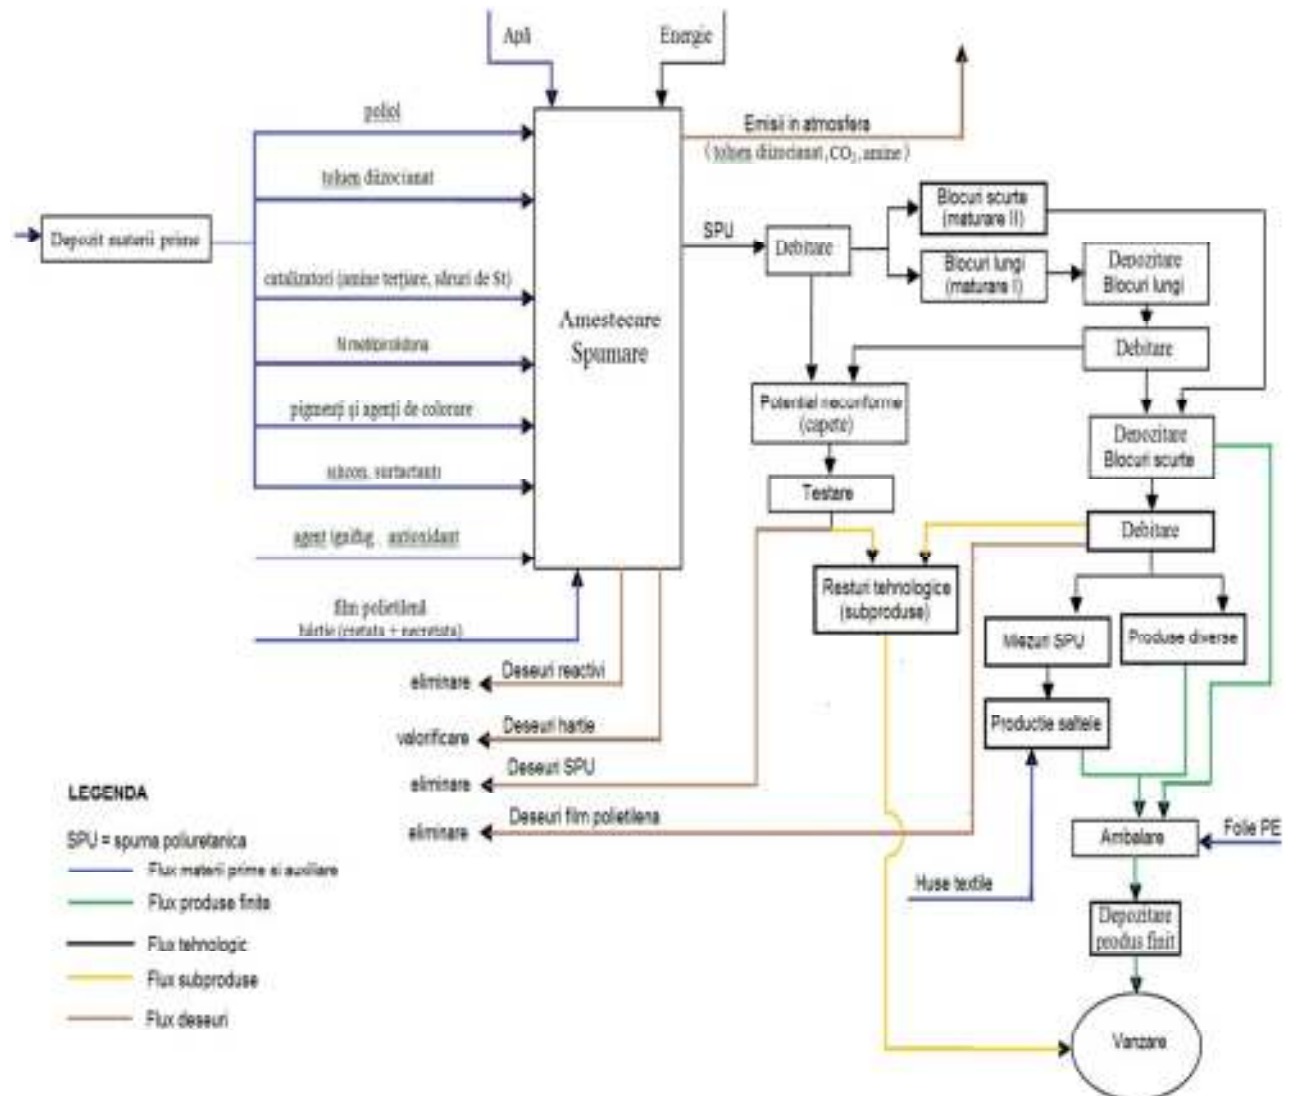 Apă
Energie
poliol
Emisii in atmosfera
(toluen diizocianat, CO₂, amine)
toluen diizocianat
Blocuri scurte
(maturare II)
Depozit materii prime
SPU
Debitare
Blocuri lungi
(maturare I)
Depozitare
Blocuri lungi
catalizatori (amine terțiare, săruri de St)
Amestecare
Spumare
N metilpirolidona
Debitare
pigmenți și agenți de colorare
Potential neconforme
(capete)
Depozitare
Blocuri scurte
silicon, surfactanti
Testare
agent ignifug , antioxidant
Debitare
Resturi tehnologice
(subproduse)
film polietilenă
hârtie (cretata + necretata)
Miezuri SPU
Produse diverse
Deseuri reactivi
eliminare
Productie saltele
Deseuri hartie
valorificare
Deseuri SPU
eliminare
LEGENDA
Deseuri film polietilena
eliminare
Ambalare
Folie PE
SPU = spuma poliuretanica
Flux materii prime si auxiliare
Huse textile
Flux produse finite
Depozitare
produs finit
Flux tehnologic
Flux subproduse
Flux deseuri
Vanzare